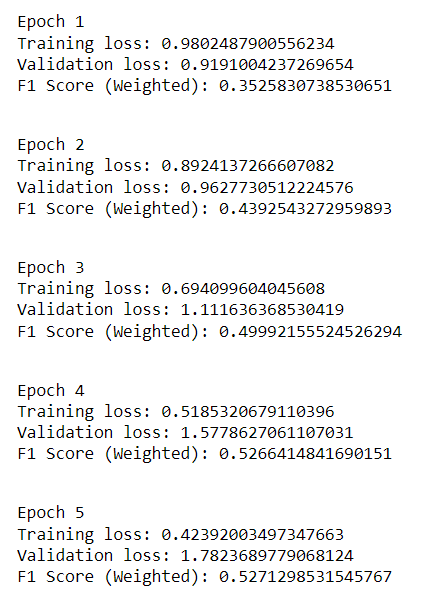 Epoch 1
Training loss: 0.9802487900556234
Validation loss: 0.9191004237269654
F1 Score (Weighted): 0.3525830738530651
Epoch 2
Training loss: 0.8924137266607082
Validation loss: 0.9627730512224576
F1 Score (Weighted): 0.4392543272959893
Epoch 3
Training loss: 0.694099604045608
Validation loss: 1.111636368530419
F1 Score (Weighted): 0.49992155524526294
Epoch 4
Training loss: 0.5185320679110396
Validation loss: 1.5778627061107031
F1 Score (Weighted): 0.5266414841690151
Epoch 5
Training loss: 0.42392003497347663
Validation loss: 1.7823689779068124
F1 Score (Weighted): 0.5271298531545767